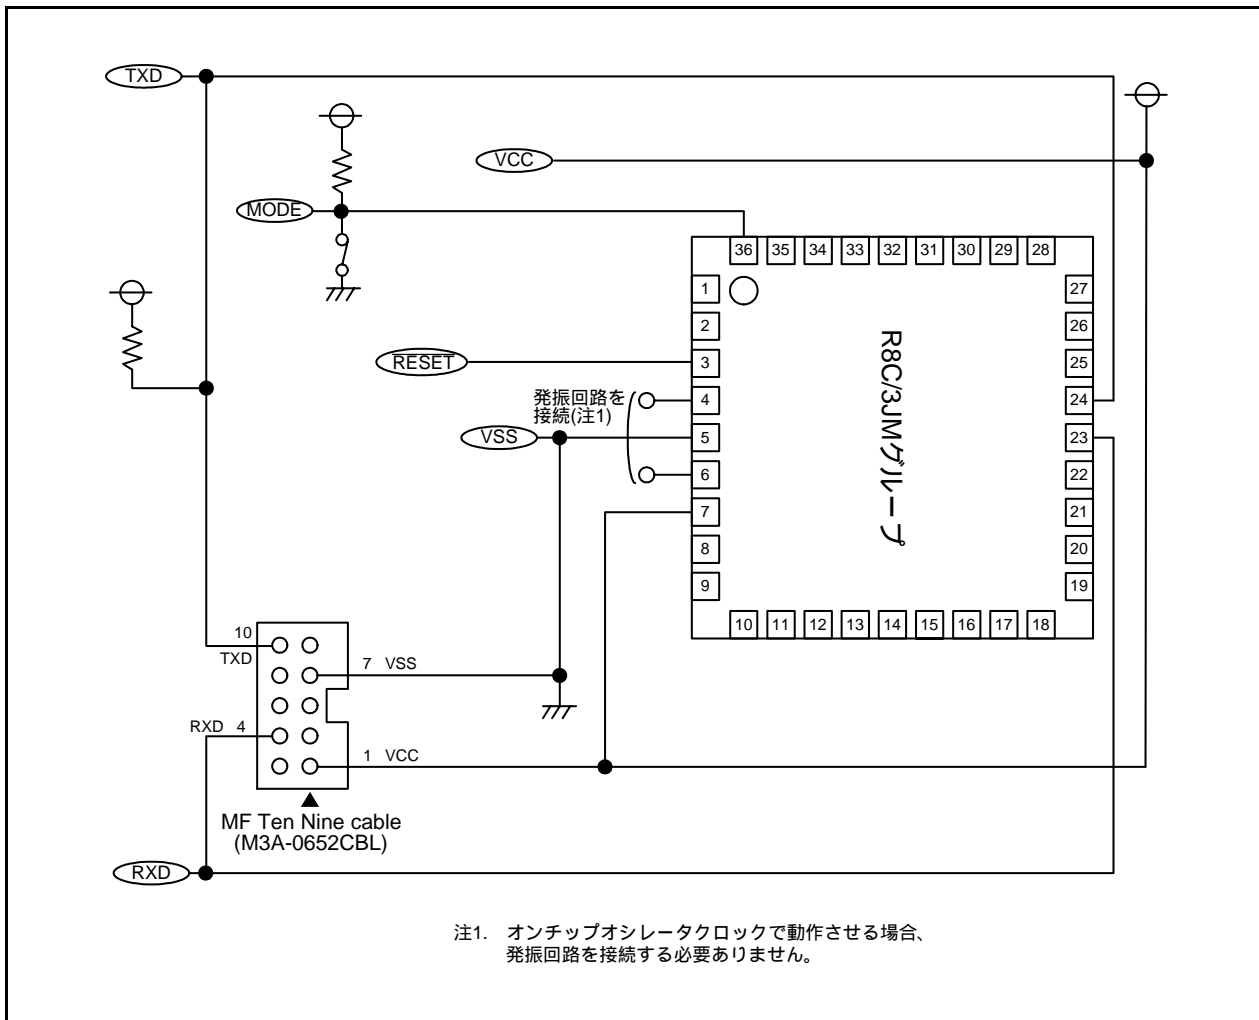 TXD
VCC
MODE
36 35 34 33 32 31 30 29 28
1
2
3
4
5
6
7
8
9
27
26
25
24
23
22
21
20
19
10 11 12 13 14 15 16 17 18
R8C/3JMグループ
RESET
発振回路を
接続(注1)
VSS
10
TXD
7 VSS
RXD 4
1 VCC
MF Ten Nine cable
(M3A-0652CBL)
RXD
注1. オンチップオシレータクロックで動作させる場合、
発振回路を接続する必要ありません。